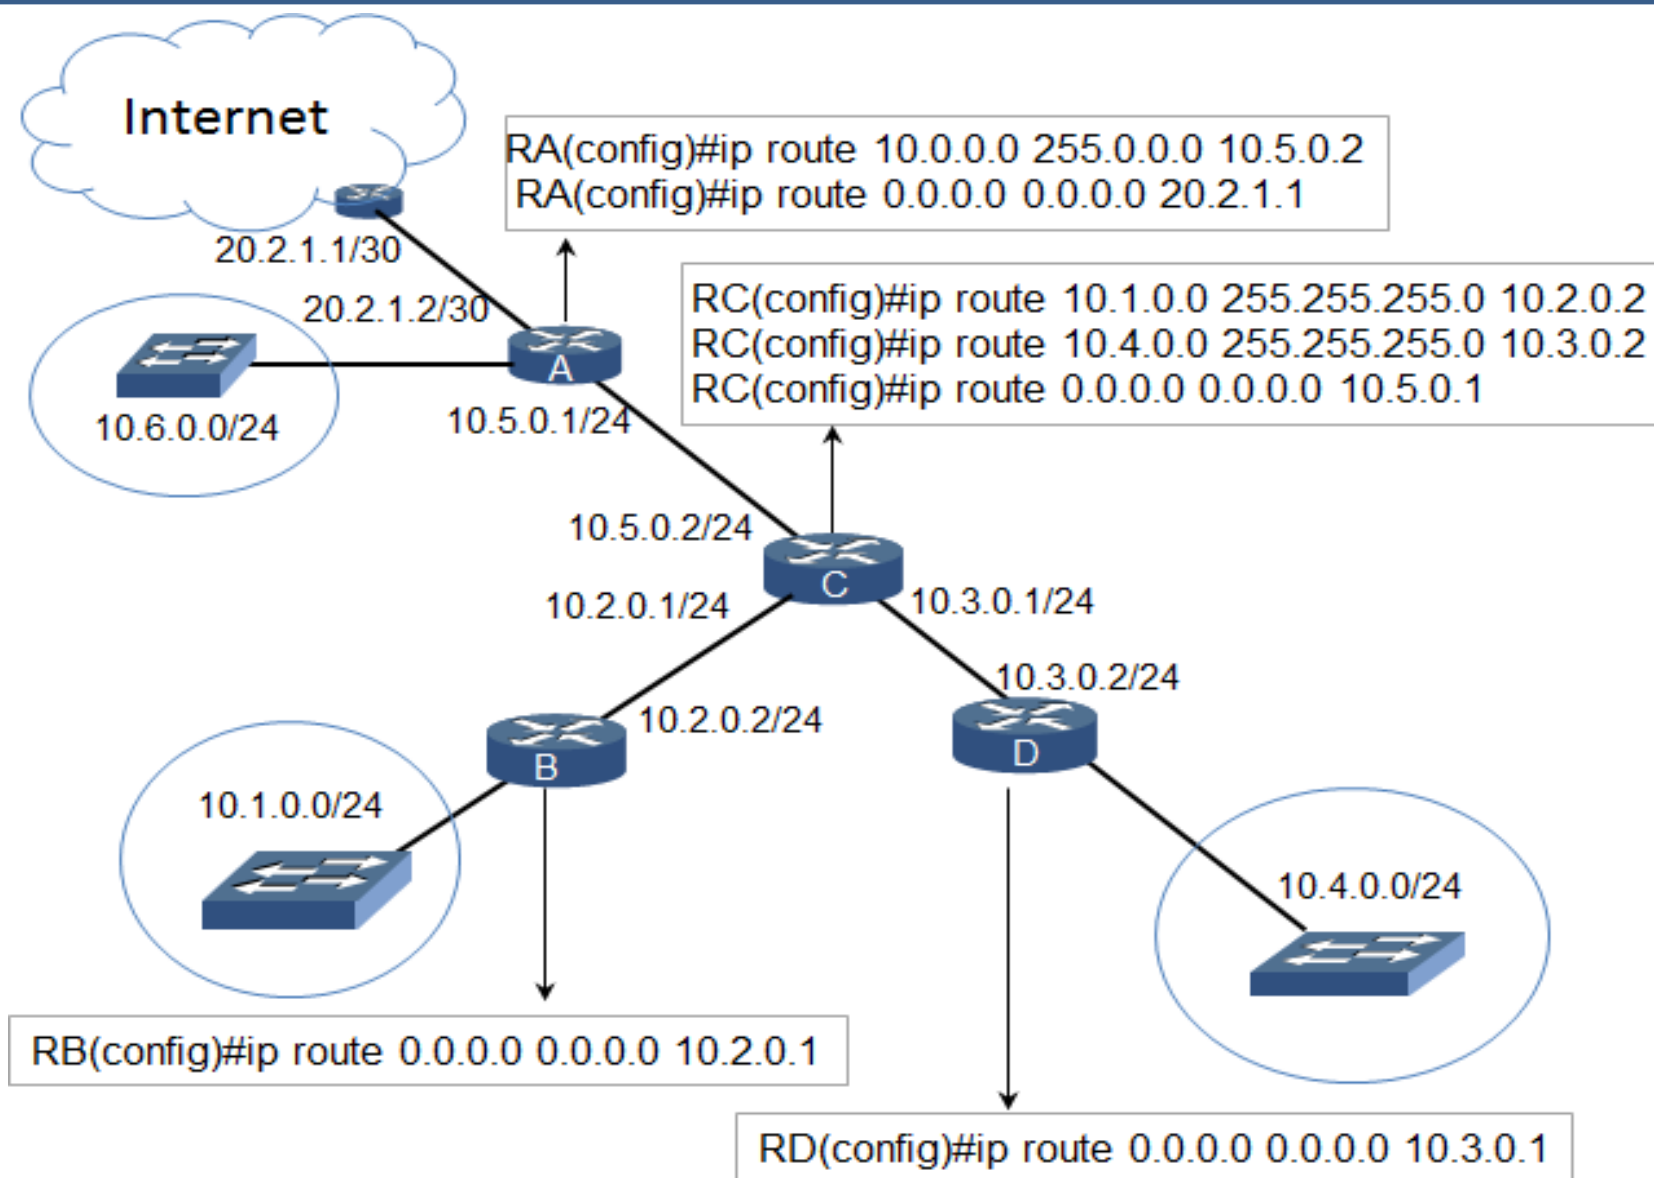 Internet
RA(config)#ip route 10.0.0.0 255.0.0.0 10.5.0.2
RA(config)#ip route 0.0.0.0 0.0.0.0 20.2.1.1
20.2.1.1/30
RC(config)#ip route 10.1.0.0 255.255.255.0 10.2.0.2
RC(config)#ip route 10.4.0.0 255.255.255.0 10.3.0.2
RC(config)#ip route 0.0.0.0 0.0.0.0 10.5.0.1
20.2.1.2/30
A
10.6.0.0/24
10.5.0.1/24
10.5.0.2/24
C
10.2.0.1/24
10.3.0.1/24
10.3.0.2/24
10.2.0.2/24
B
D
10.1.0.0/24
10.4.0.0/24
RB(config)#ip route 0.0.0.0 0.0.0.0 10.2.0.1
RD(config)#ip route 0.0.0.0 0.0.0.0 10.3.0.1